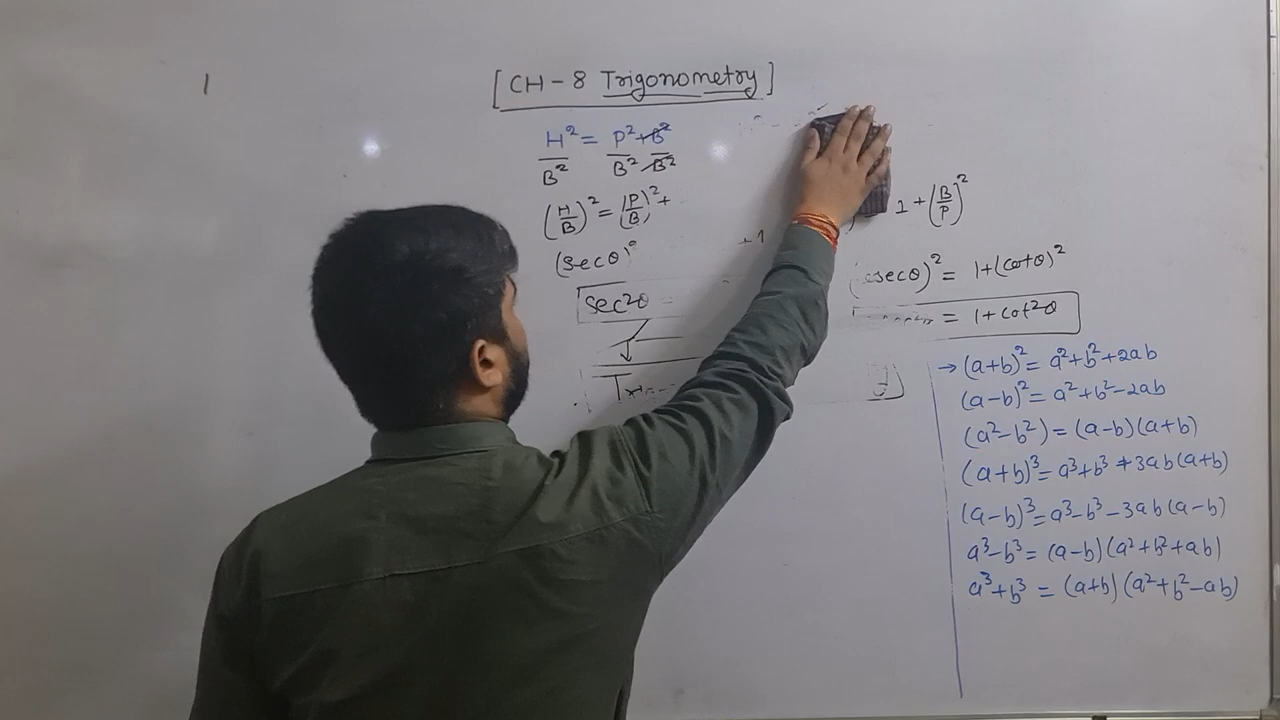 1
[CH-8 Trigonometry]
H² = P²+B²
B² B² B²
(H/B)² = (P/B)² +
1 + (B/P)²
(secθ)
+1
secθ)² = 1+(cotθ)²
sec²θ
= 1+cot²θ
→ (a+b)² = a²+b²+2ab
(a-b)² = a²+b²-2ab
(a²-b²) = (a-b)(a+b)
(a+b)³ = a³+b³+3ab(a+b)
(a-b)³ = a³-b³-3ab(a-b)
a³-b³ = (a-b)(a²+b²+ab)
a³+b³ = (a+b)(a²+b²-ab)